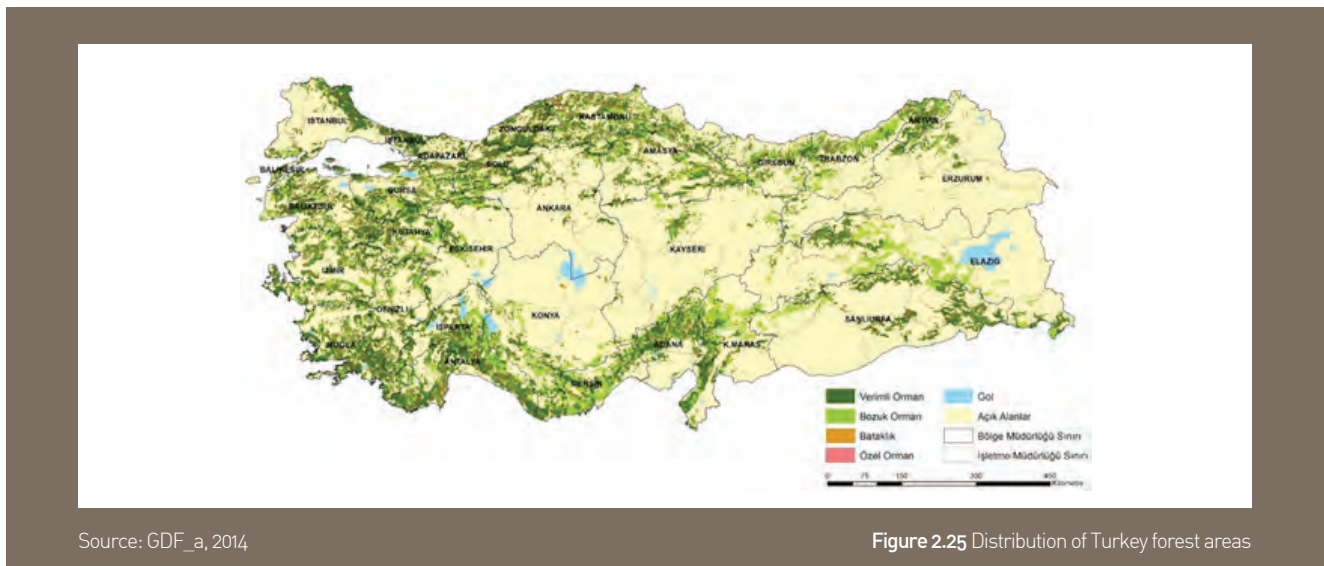 ISTANBUL
ISTANBUL
ADAPAZARI
ZONGULDAK
KASTAMONU
BOLU
AMASYA
GIRESUN
TRABZON
ARTVIN
ERZURUM
BALIKESIR
BURSA
ANKARA
KUTAHYA
ESKISEHIR
KAYSERI
ELAZIG
IZMIR
DENIZLI
ISPARTA
KONYA
SANLIURFA
MUGLA
ANTALYA
MERSIN
ADANA
K.MARAS
Verimli Orman
Bozuk Orman
Bataklık
Özel Orman
Göl
Açık Alanlar
Bölge Müdürlüğü Sınırı
İşletme Müdürlüğü Sınırı
0 75 150 300 450
Kilometre
Source: GDF_a, 2014
Figure 2.25 Distribution of Turkey forest areas